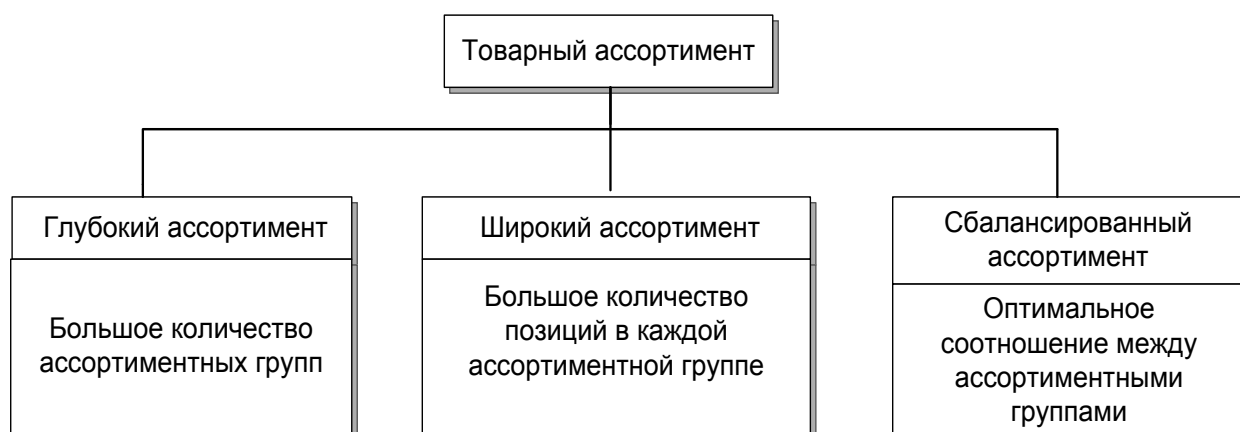 Товарный ассортимент
Глубокий ассортимент
Большое количество
ассортиментных групп
Широкий ассортимент
Большое количество
позиций в каждой
ассортиментной группе
Сбалансированный
ассортимент
Оптимальное
соотношение между
ассортиментными
группами